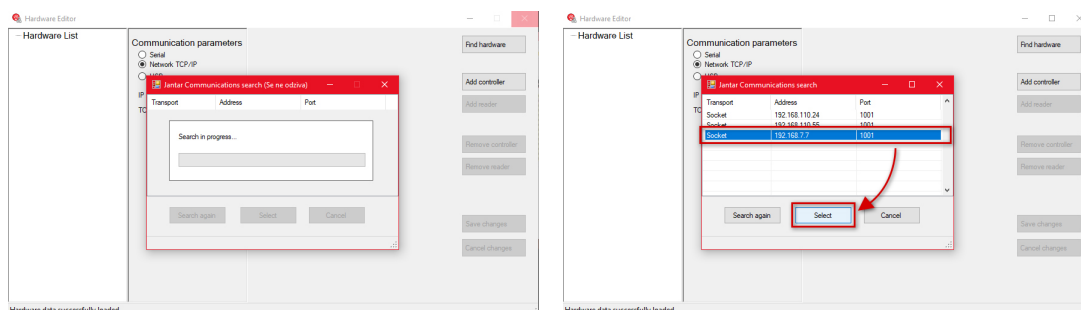 Hardware Editor
Hardware List
Communication parameters
Serial
Network TCP/IP
IP
TC
Jantar Communications search (Se ne odziva)
Transport Address Port
Search in progress...
Search again Select Cancel
Find hardware
Add controller
Add reader
Remove controller
Remove reader
Save changes
Cancel changes
Hardware data successfully loaded
Hardware Editor
Hardware List
Communication parameters
Serial
Network TCP/IP
IP
TC
Jantar Communications search
Transport Address Port
Socket 192.168.110.24 1001
Socket 192.168.110.55 1001
Socket 192.168.7.7 1001
Search again Select Cancel
Find hardware
Add controller
Add reader
Remove controller
Remove reader
Save changes
Cancel changes
Hardware data successfully loaded